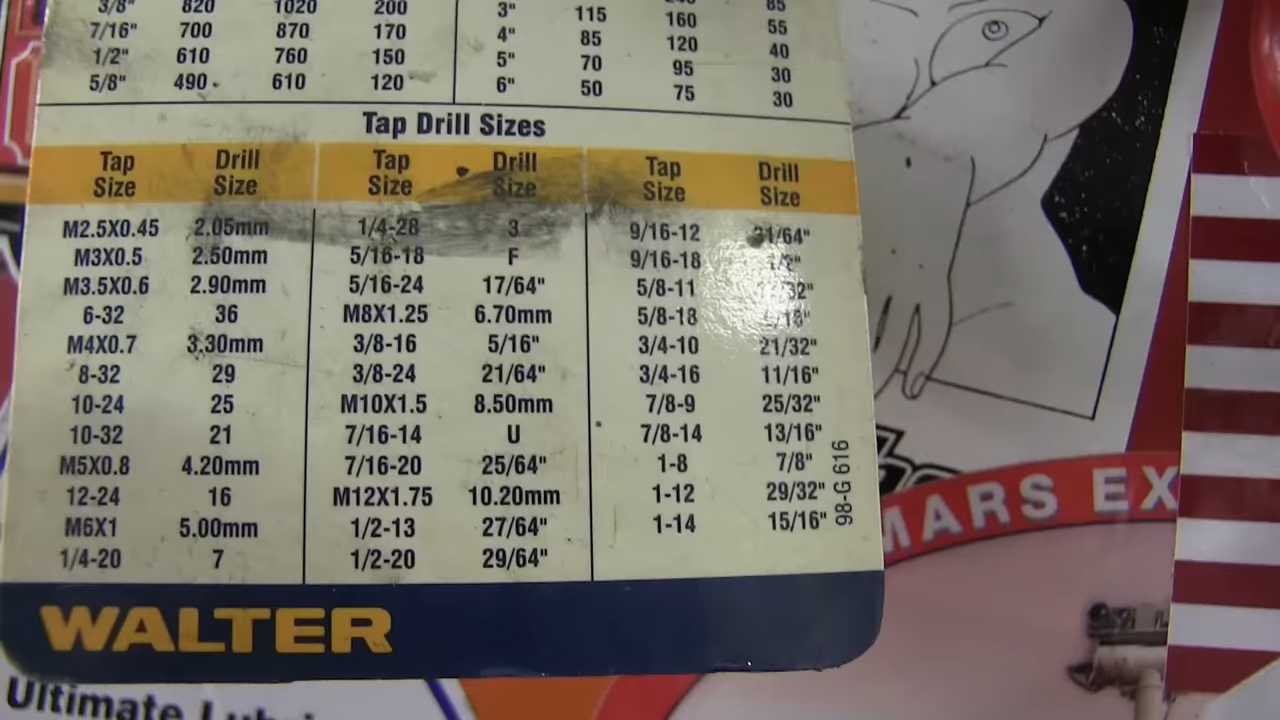 85
3/8" 820 1020 200 3" 115 160 55
7/16" 700 870 170 4" 85 120 40
1/2" 610 760 150 5" 70 95 30
5/8" 490 610 120 6" 50 75 30
Tap Drill Sizes
Tap Size Drill Size Tap Size Drill Size Tap Size Drill Size
M2.5X0.45 2.05mm 1/4-28 3 9/16-12 31/64"
M3X0.5 2.50mm 5/16-18 F 9/16-18 1/2"
M3.5X0.6 2.90mm 5/16-24 17/64" 5/8-11
6-32 36 M8X1.25 6.70mm 5/8-18
M4X0.7 3.30mm 3/8-16 5/16" 3/4-10 21/32"
8-32 29 3/8-24 21/64" 3/4-16 11/16"
10-24 25 M10X1.5 8.50mm 7/8-9 25/32"
10-32 21 7/16-14 U 7/8-14 13/16"
M5X0.8 4.20mm 7/16-20 25/64" 1-8 7/8"
12-24 16 M12X1.75 10.20mm 1-12 29/32"
M6X1 5.00mm 1/2-13 27/64" 1-14 15/16"
1/4-20 7 1/2-20 29/64"
98-G 616
WALTER
MARS EX
Ultimate